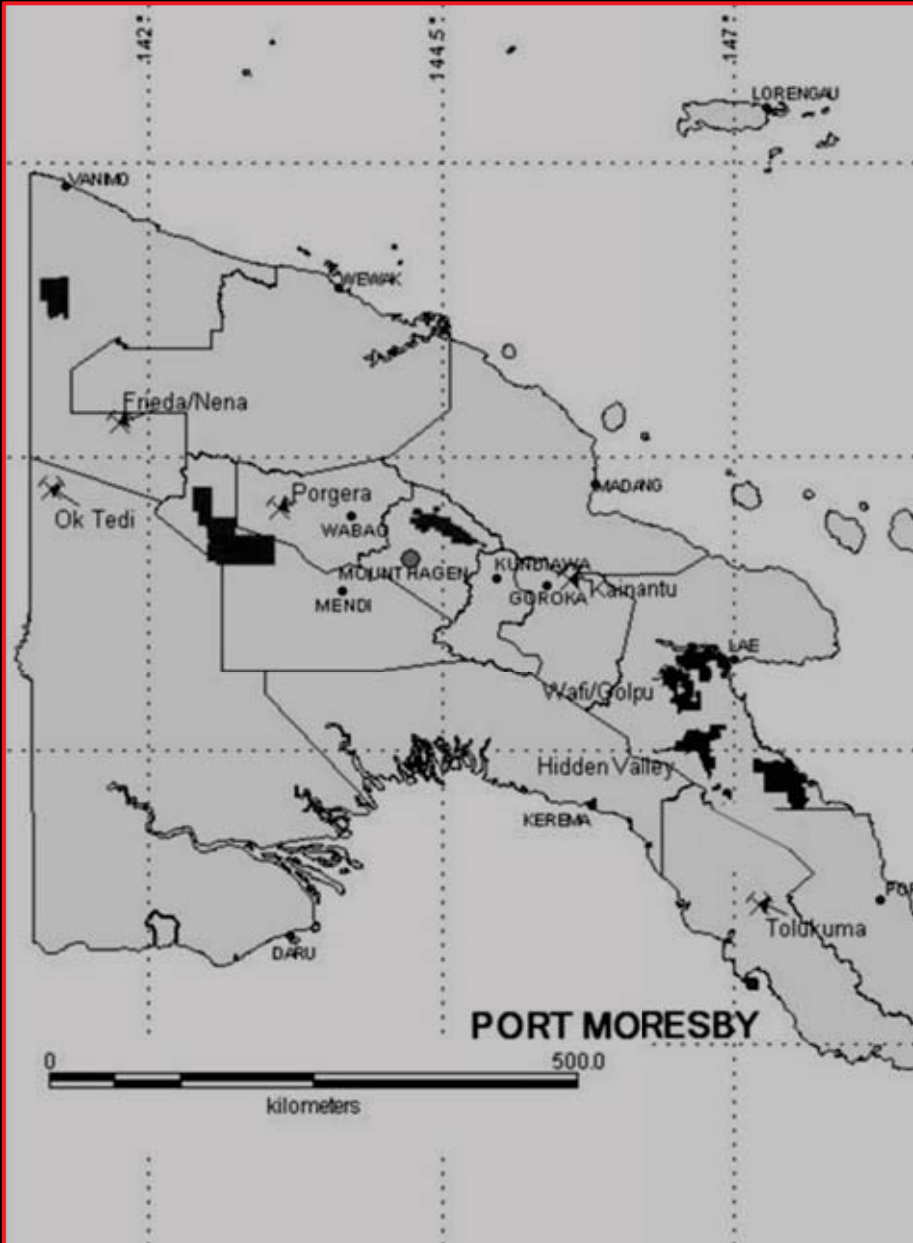 142°
144.5°
147°
LORENGAU
VANIMO
WEWAK
Frieda/Nena
Porgera
MADANG
Ok Tedi
WABAG
KUNDIAWA
MOUNT HAGEN
Kainantu
GOROKA
MENDI
LAE
Wafi/Golpu
Hidden Valley
KEREMA
POP
Tolukuma
DARU
PORT MORESBY
0
500.0
kilometers